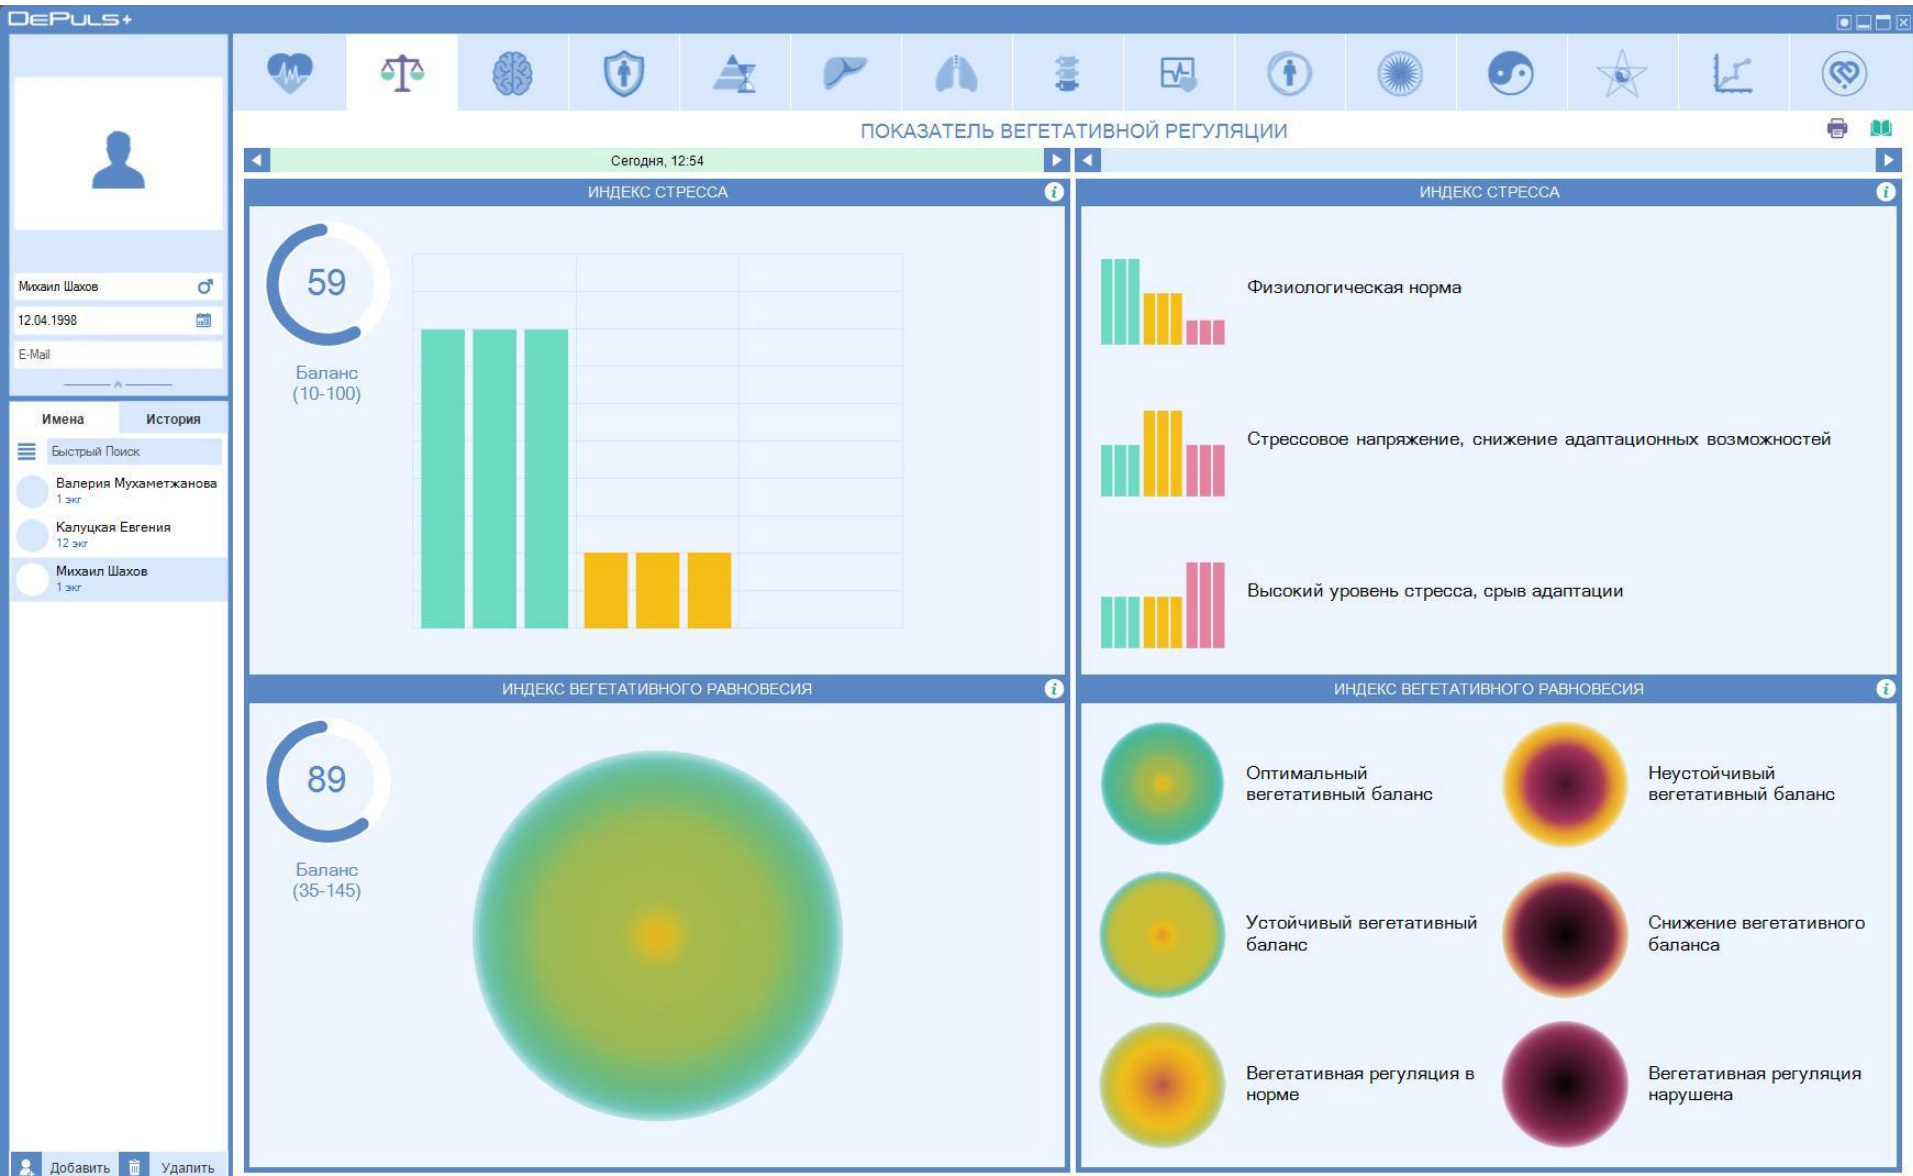 DePuls+
ПОКАЗАТЕЛЬ ВЕГЕТАТИВНОЙ РЕГУЛЯЦИИ
Михаил Шахов
12.04.1998
E-Mail
Имена
История
Быстрый Поиск
Валерия Мухаметжанова
1 экг
Калуцкая Евгения
12 экг
Михаил Шахов
1 экг
Добавить
Удалить
Сегодня, 12:54
ИНДЕКС СТРЕССА
i
59
Баланс
(10-100)
ИНДЕКС СТРЕССА
i
Физиологическая норма
Стрессовое напряжение, снижение адаптационных возможностей
Высокий уровень стресса, срыв адаптации
ИНДЕКС ВЕГЕТАТИВНОГО РАВНОВЕСИЯ
i
89
Баланс
(35-145)
ИНДЕКС ВЕГЕТАТИВНОГО РАВНОВЕСИЯ
i
Оптимальный
вегетативный баланс
Неустойчивый
вегетативный баланс
Устойчивый вегетативный
баланс
Снижение вегетативного
баланса
Вегетативная регуляция в
норме
Вегетативная регуляция
нарушена